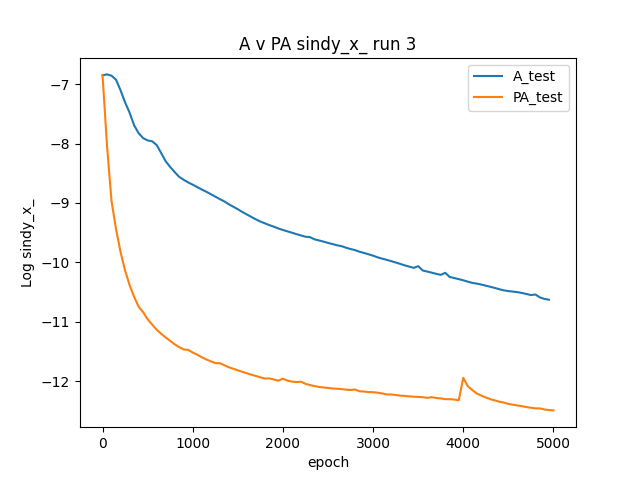 A v PA sindy_x_ run 3
A_test
PA_test
Log sindy_x_
−7
−8
−9
−10
−11
−12
0
1000
2000
3000
4000
5000
epoch